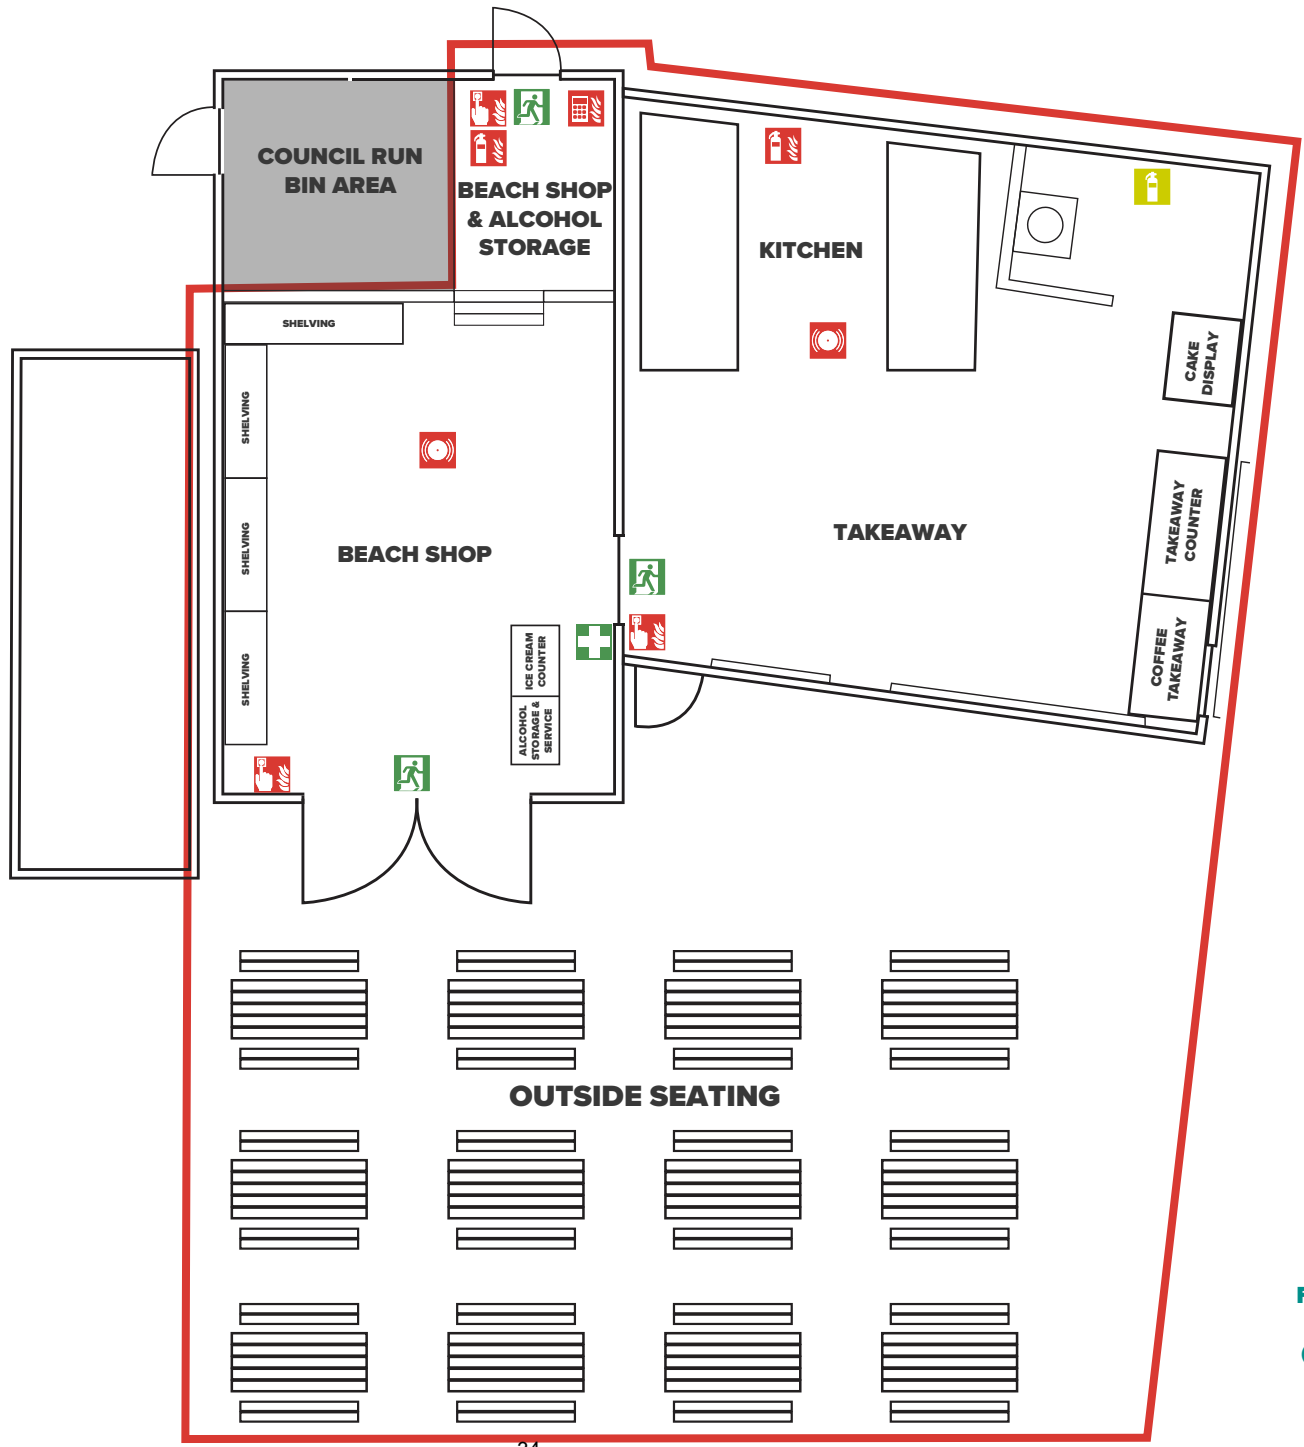 COUNCIL RUN
BIN AREA
BEACH SHOP
& ALCOHOL
STORAGE
KITCHEN
SHELVING
CAKE
DISPLAY
SHELVING
TAKEAWAY
COUNTER
TAKEAWAY
SHELVING
BEACH SHOP
ICE CREAM
COUNTER
COFFEE
TAKEAWAY
SHELVING
ALCOHOL
STORAGE &
SERVICE
OUTSIDE SEATING